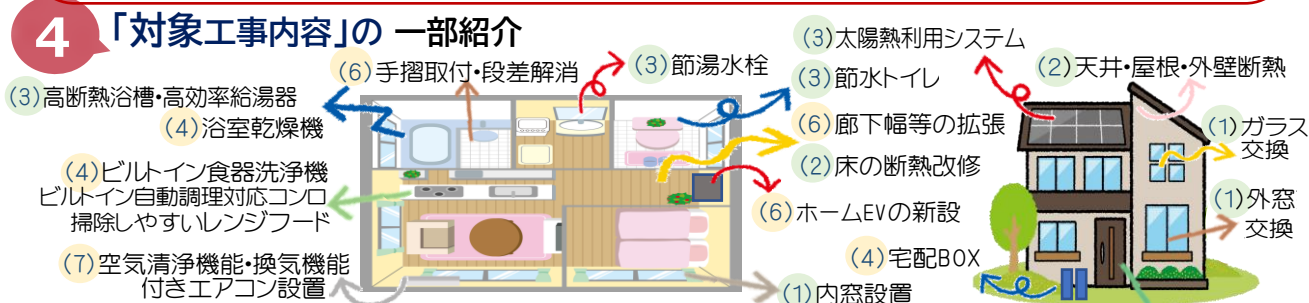 4 「対象工事内容」の 一部紹介
(3)高断熱浴槽・高効率給湯器
(4)浴室乾燥機
(6)手摺取付・段差解消
(3)節湯水栓
(4)ビルトイン食器洗浄機
ビルトイン自動調理対応コンロ
掃除しやすいレンジフード
(7)空気清浄機能・換気機能
付きエアコン設置
(3)太陽熱利用システム
(3)節水トイレ
(6)廊下幅等の拡張
(2)床の断熱改修
(6)ホームEVの新設
(4)宅配BOX
(1)内窓設置
(2)天井・屋根・外壁断熱
(1)ガラス
交換
(1)外窓
交換